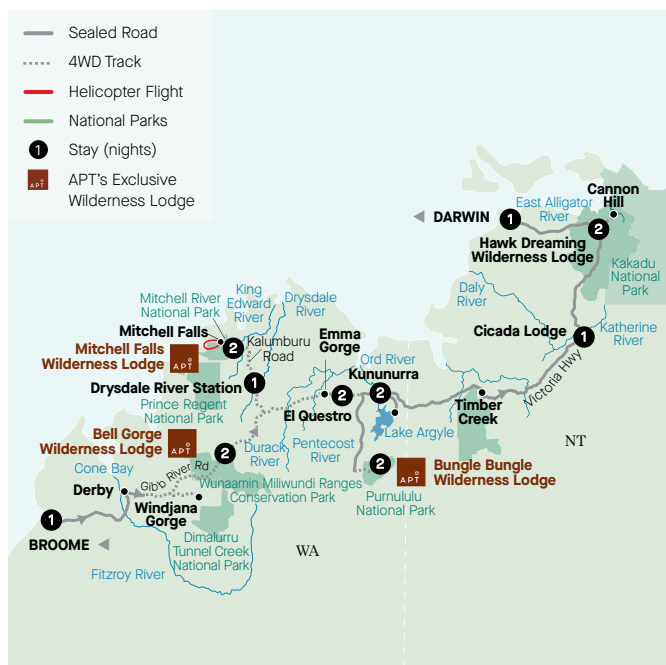 Sealed Road
4WD Track
Helicopter Flight
National Parks
1 Stay (nights)
APT
APT's Exclusive
Wilderness Lodge
Cannon
Hill
East Alligator
River
DARWIN
1
2
Hawk Dreaming
Wilderness Lodge
Kakadu
National
Park
Daly
River
Katherine
River
Cicada Lodge
1
Victoria Hwy
Timber
Creek
NT
King
Edward
River
Drysdale
River
Mitchell River
National Park
Mitchell Falls
2
Kalumburu
Road
Mitchell Falls
Wilderness Lodge
APT
Emma
Gorge
Ord River
Kununurra
2
2
Drysdale River Station
1
El Questro
Prince Regent
National Park
Lake Argyle
Pentecost
River
Durack
River
Bell Gorge
Wilderness Lodge
APT
2
2
APT
Bungle Bungle
Wilderness Lodge
Purnululu
National Park
Cone Bay
Gibb River Rd
Wunaamin Miliwundi Ranges
Conservation Park
Derby
Windjana
Gorge
1
BROOME
Dimalurru
Tunnel Creek
National Park
WA
Fitzroy River